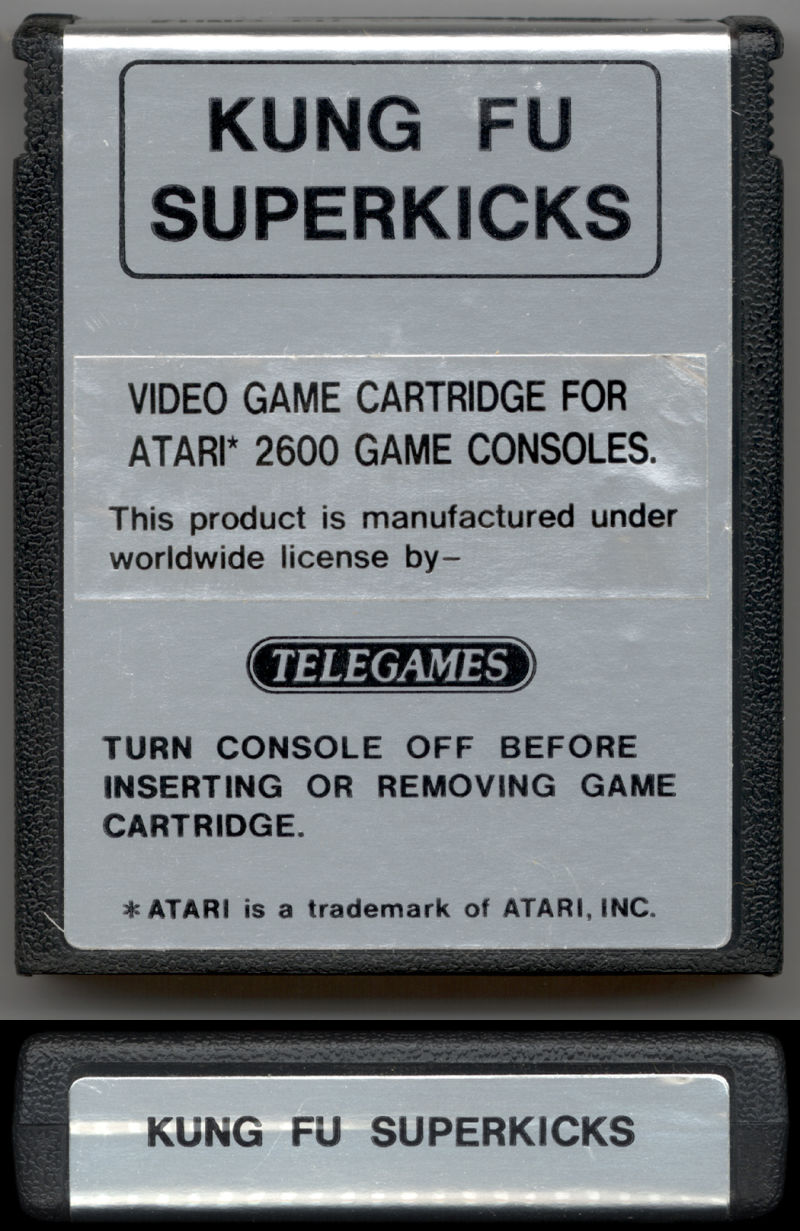 KUNG FU
SUPERKICKS
VIDEO GAME CARTRIDGE FOR
ATARI* 2600 GAME CONSOLES.
This product is manufactured under
worldwide license by–
TELEGAMES
TURN CONSOLE OFF BEFORE
INSERTING OR REMOVING GAME
CARTRIDGE.
* ATARI is a trademark of ATARI, INC.
KUNG FU SUPERKICKS